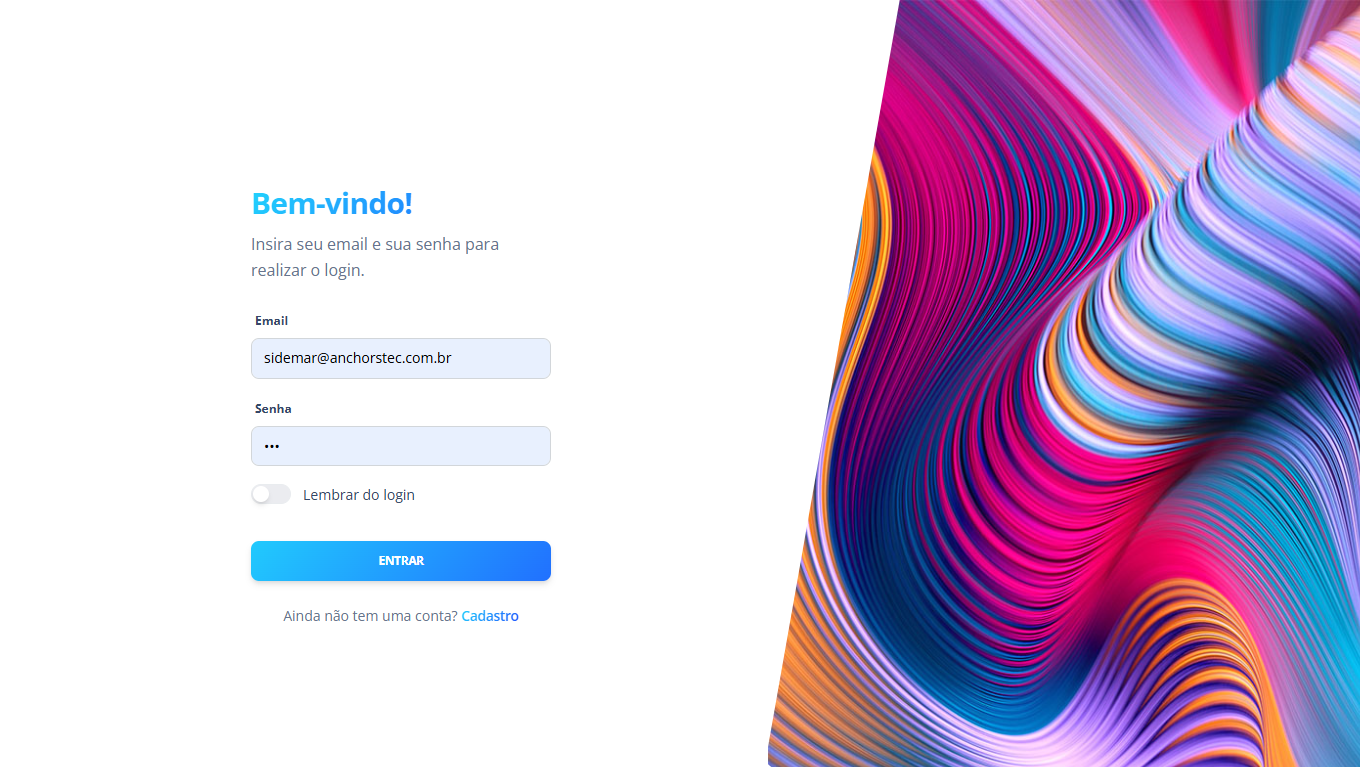 Bem-vindo!
Insira seu email e sua senha para
realizar o login.
Email
sidemar@anchorstec.com.br
Senha
•••
Lembrar do login
ENTRAR
Ainda não tem uma conta? Cadastro